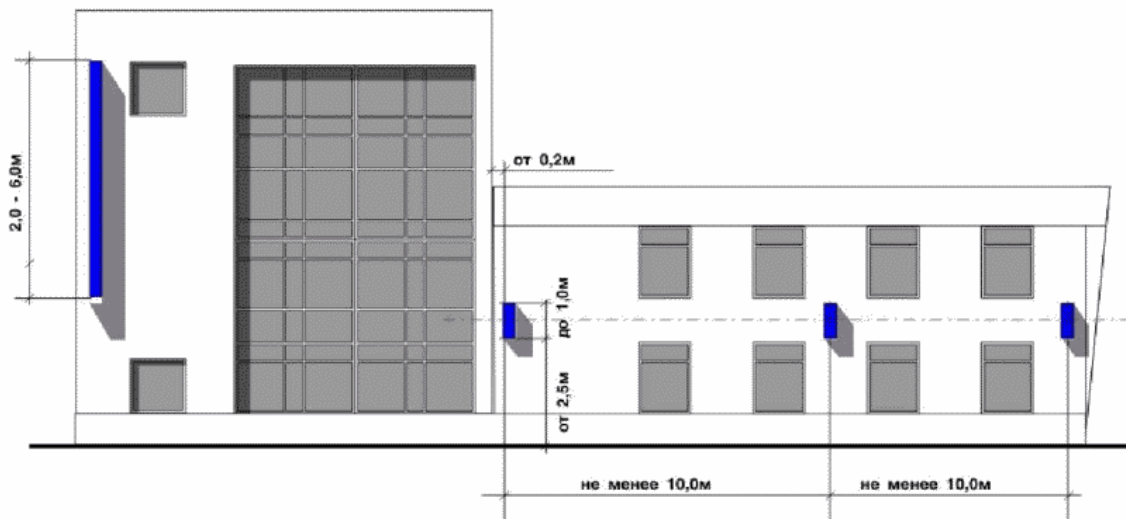 2,0 - 6,0м
от 0,2м
до 1,0м
от 2,5м
не менее 10,0м
не менее 10,0м